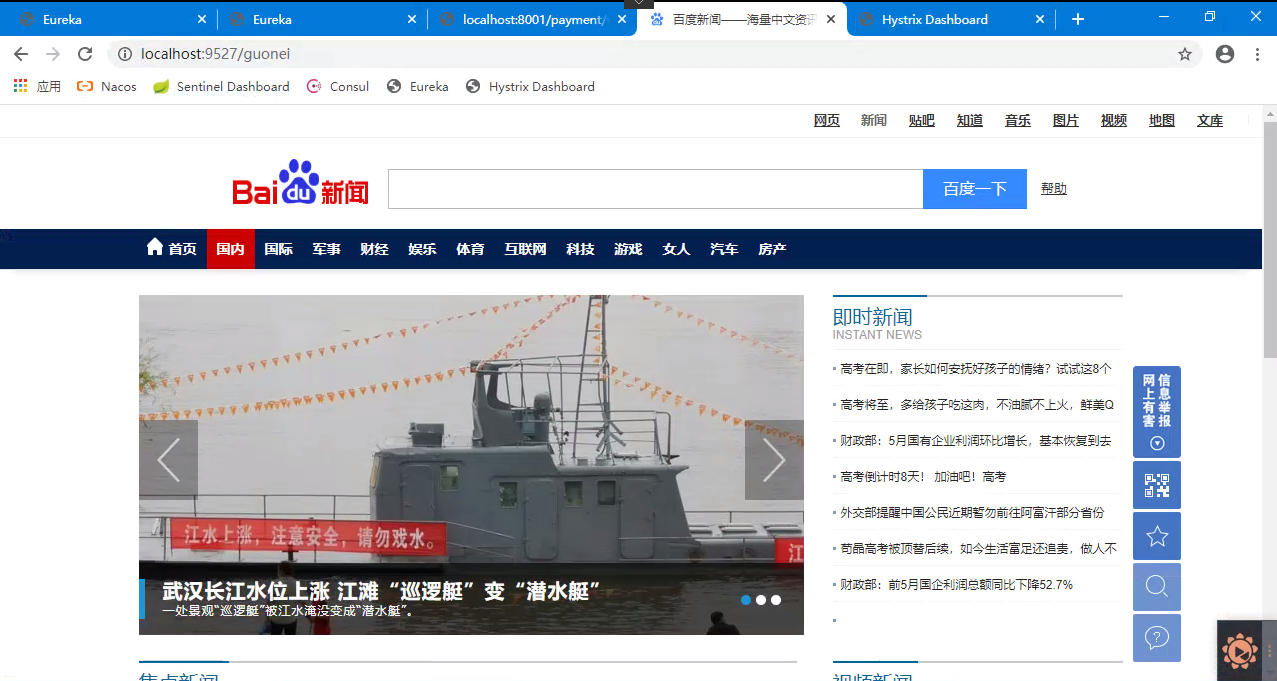 Eureka
Eureka
localhost:8001/payment/
百度新闻——海量中文资讯
Hystrix Dashboard
localhost:9527/guonei
应用 Nacos Sentinel Dashboard Consul Eureka Hystrix Dashboard
网页 新闻 贴吧 知道 音乐 图片 视频 地图 文库
Bai du 新闻
百度一下
帮助
首页 国内 国际 军事 财经 娱乐 体育 互联网 科技 游戏 女人 汽车 房产
江水上涨，注意安全，请勿戏水。
江
武汉长江水位上涨 江滩“巡逻艇”变“潜水艇”
一处景观“巡逻艇”被江水淹没变成“潜水艇”。
即时新闻
INSTANT NEWS
高考在即，家长如何安抚好孩子的情绪？试试这8个
高考将至，多给孩子吃这肉，不油腻不上火，鲜美Q
财政部：5月国有企业利润环比增长，基本恢复到去
高考倒计时8天！ 加油吧！高考
外交部提醒中国公民近期暂勿前往阿富汗部分省份
苟晶高考被顶替后续，如今生活富足还追责，做人不
财政部：前5月国企利润总额同比下降52.7%
网上有害
信息举报
焦点新闻
视频新闻